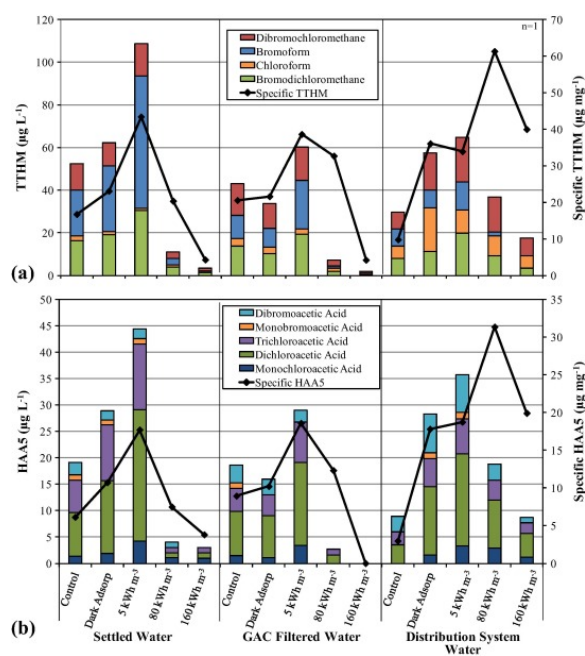 n=1
120
100
80
60
40
20
0
TTHM (µg L⁻¹)
Dibromochloromethane
Bromoform
Chloroform
Bromodichloromethane
Specific TTHM
70
60
50
40
30
20
10
0
Specific TTHM (µg mg⁻¹)
(a)
50
45
40
35
30
25
20
15
10
5
0
HAA5 (µg L⁻¹)
Dibromoacetic Acid
Monobromoacetic Acid
Trichloroacetic Acid
Dichloroacetic Acid
Monochloroacetic Acid
Specific HAA5
35
30
25
20
15
10
5
0
Specific HAA5 (µg mg⁻¹)
Control
Dark Adsorp
5 kWh m⁻³
80 kWh m⁻³
160 kWh m⁻³
Control
Dark Adsorp
5 kWh m⁻³
80 kWh m⁻³
160 kWh m⁻³
Control
Dark Adsorp
5 kWh m⁻³
80 kWh m⁻³
160 kWh m⁻³
(b)
Settled Water
GAC Filtered Water
Distribution System
Water